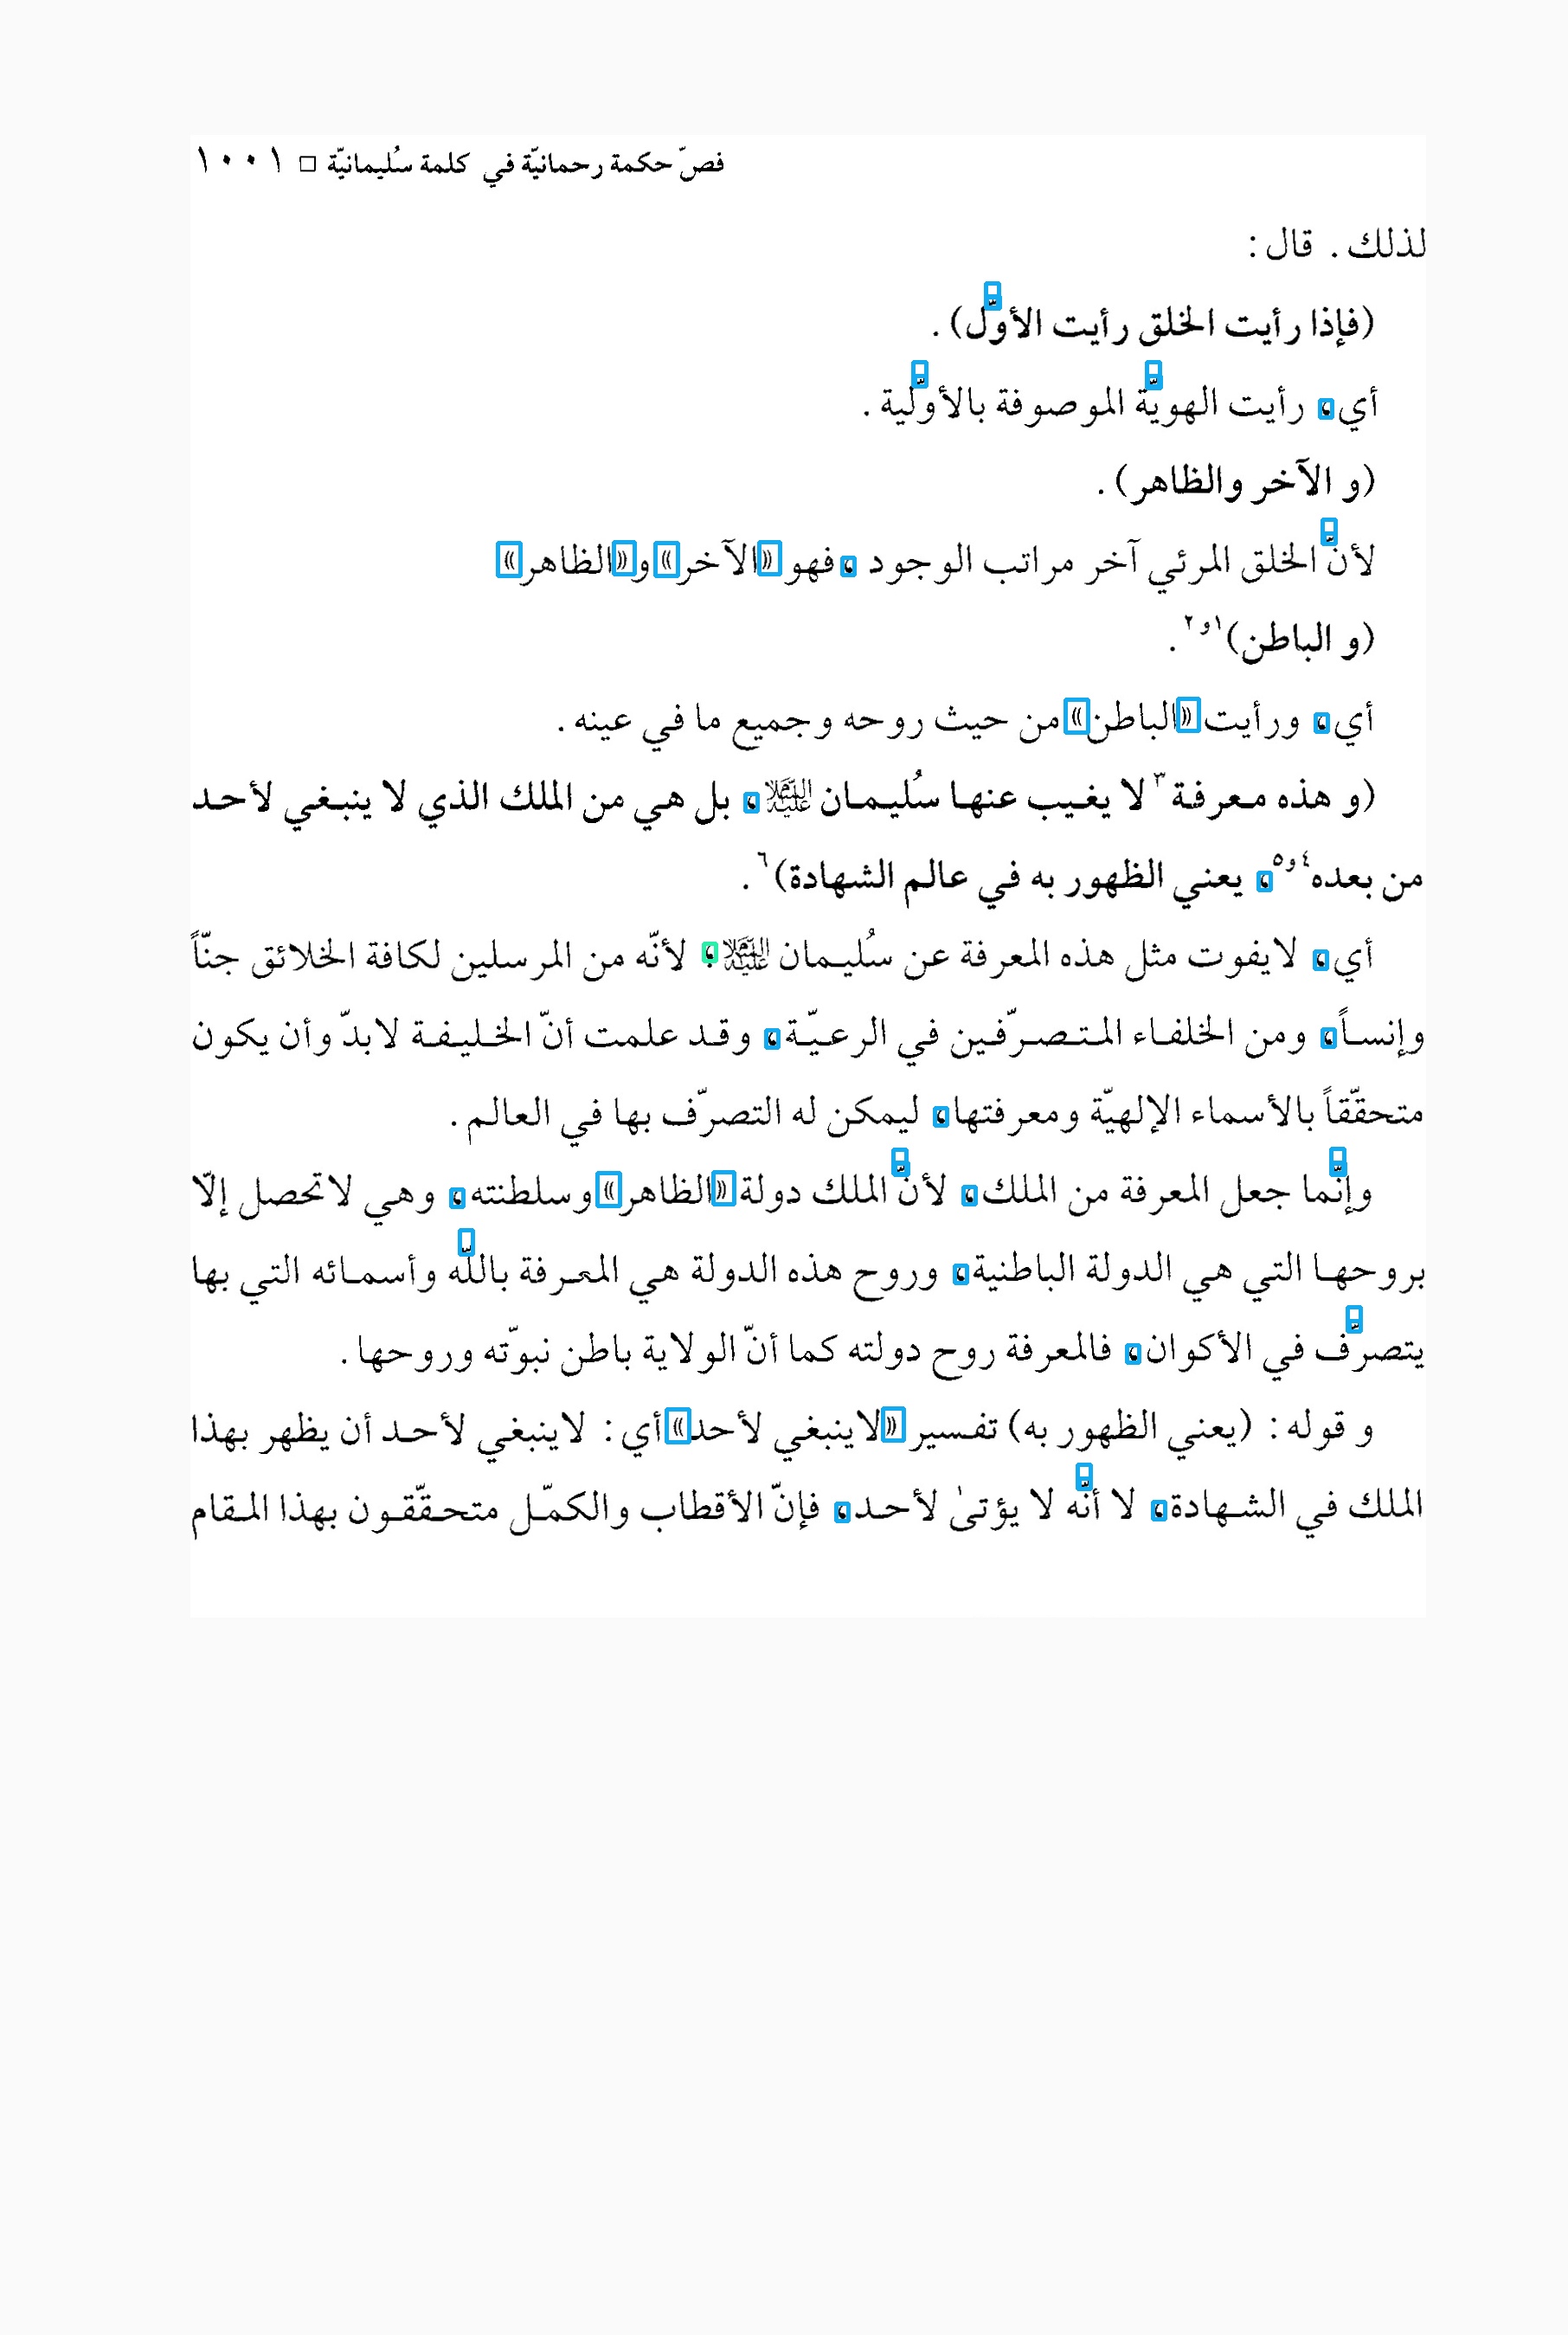 فصّ حكمة رحمانيّة في كلمة سُليمانيّة □ ١٠٠١
لذلك. قال:
(فإذا رأيت الخلق رأيت الأوّل).
أي، رأيت الهويّة الموصوفة بالأوّلية.
(و الآخر والظاهر).
لأنّ الخلق المرئي آخر مراتب الوجود، فهو «الآخر» و«الظاهر»
(و الباطن)١و٢.
أي، ورأيت «الباطن» من حيث روحه وجميع ما في عينه.
(و هذه معرفة٣ لا يغيب عنها سُليمان عليه السلام، بل هي من الملك الذي لا ينبغي لأحد
من بعده٤و٥، يعني الظهور به في عالم الشهادة)٦.
أي، لايفوت مثل هذه المعرفة عن سُليمان عليه السلام؛ لأنّه من المرسلين لكافة الخلائق جنّاً
وإنساً، ومن الخلفاء المتصرّفين في الرعيّة، وقد علمت أنّ الخليفة لابدّ وأن يكون
متحقّقاً بالأسماء الإلهيّة ومعرفتها، ليمكن له التصرّف بها في العالم.
وإنّما جعل المعرفة من الملك، لأنّ الملك دولة «الظاهر» وسلطنته، وهي لاتحصل إلّا
بروحها التي هي الدولة الباطنية، وروح هذه الدولة هي المعرفة باللّه وأسمائه التي بها
يتصرّف في الأكوان، فالمعرفة روح دولته كما أنّ الولاية باطن نبوّته وروحها.
و قوله: (يعني الظهور به) تفسير «لاينبغي لأحد» أي: لاينبغي لأحد أن يظهر بهذا
الملك في الشهادة، لا أنّه لا يؤتىٰ لأحد، فإنّ الأقطاب والكمّل متحقّقون بهذا المقام